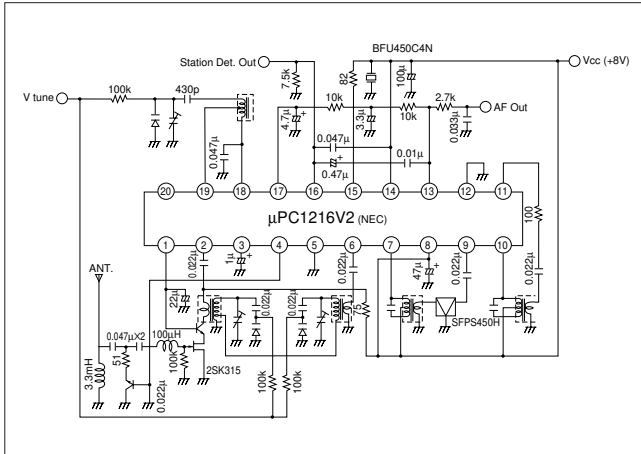 BFU450C4N
Station Det. Out
Vcc (+8V)
V tune
100k
430p
7.5k
82
100μ
10k
10k
2.7k
AF Out
4.7μ
+
3.3μ
0.033μ
0.047μ
0.047μ
+
0.47μ
0.01μ
20
19
18
17
16
15
14
13
12
11
μPC1216V2 (NEC)
100
1
2
3
4
5
6
7
8
9
10
ANT.
0.022μ
1μ
+
0.022μ
47μ
+
0.022μ
0.022μ
22μ
0.022μ
0.022μ
75
SFPS450H
0.047μX2
100μH
3.3mH
51
100k
2SK315
0.022μ
100k
100k